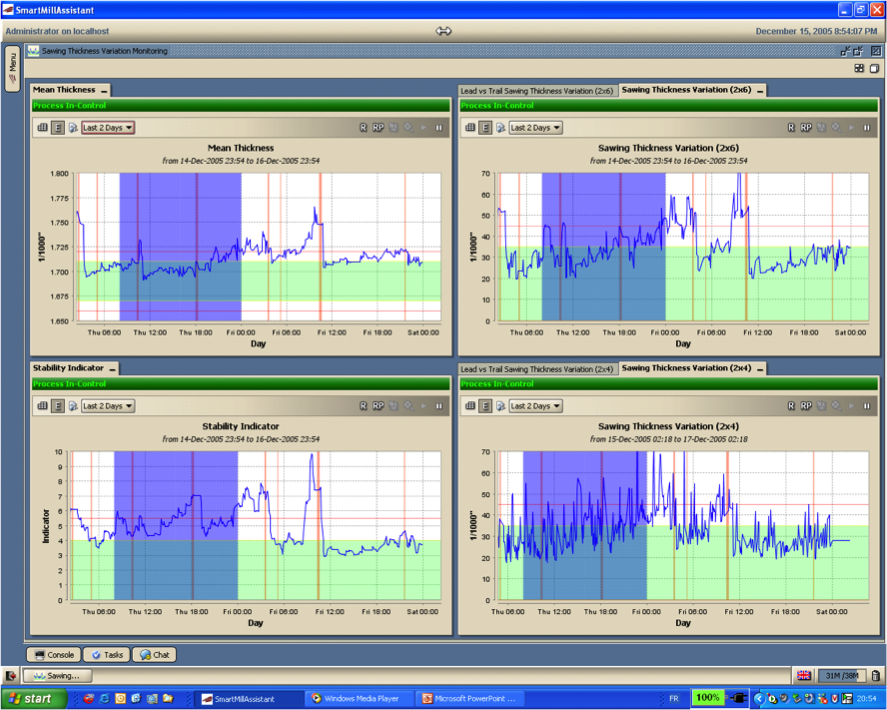 SmartMillAssistant
Administrator on localhost
December 15, 2005 8:54:07 PM
Menu
Sawing Thickness Variation Monitoring
Mean Thickness
Process In-Control
E
Last 2 Days
R RP
Mean Thickness
from 14-Dec-2005 23:54 to 16-Dec-2005 23:54
1/1000"
1.800
1.775
1.750
1.725
1.700
1.675
1.650
Thu 06:00 Thu 12:00 Thu 18:00 Fri 00:00 Fri 06:00 Fri 12:00 Fri 18:00 Sat 00:00
Day
Lead vs Trail Sawing Thickness Variation (2x6) Sawing Thickness Variation (2x6)
Process In-Control
E
Last 2 Days
R RP
Sawing Thickness Variation (2x6)
from 14-Dec-2005 23:54 to 16-Dec-2005 23:54
1/1000"
70
60
50
40
30
20
10
0
Thu 06:00 Thu 12:00 Thu 18:00 Fri 00:00 Fri 06:00 Fri 12:00 Fri 18:00 Sat 00:00
Day
Stability Indicator
Process In-Control
E
Last 2 Days
R RP
Stability Indicator
from 14-Dec-2005 23:54 to 16-Dec-2005 23:54
Indicator
10
9
8
7
6
5
4
3
2
1
0
Thu 06:00 Thu 12:00 Thu 18:00 Fri 00:00 Fri 06:00 Fri 12:00 Fri 18:00 Sat 00:00
Day
Lead vs Trail Sawing Thickness Variation (2x4) Sawing Thickness Variation (2x4)
Process In-Control
E
Last 2 Days
R RP
Sawing Thickness Variation (2x4)
from 15-Dec-2005 02:18 to 17-Dec-2005 02:18
1/1000"
70
60
50
40
30
20
10
0
Thu 06:00 Thu 12:00 Thu 18:00 Fri 00:00 Fri 06:00 Fri 12:00 Fri 18:00 Sat 00:00
Day
Console Tasks Chat
Sawing...
31M /38M
start
SmartMillAssistant
Windows Media Player
Microsoft PowerPoint ...
FR
100%
20:54